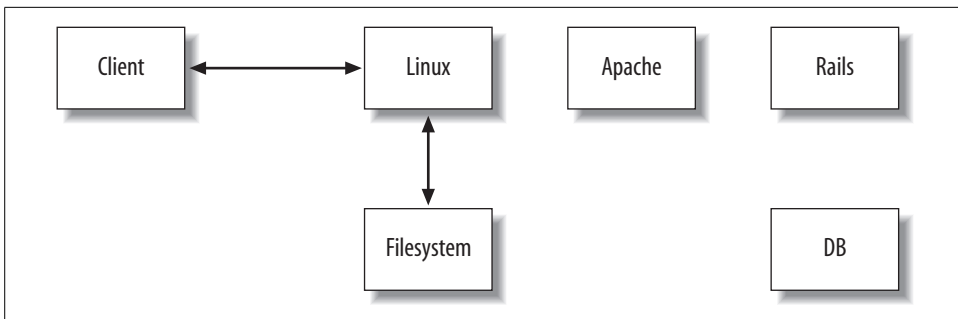 Client
Linux
Apache
Rails
Filesystem
DB